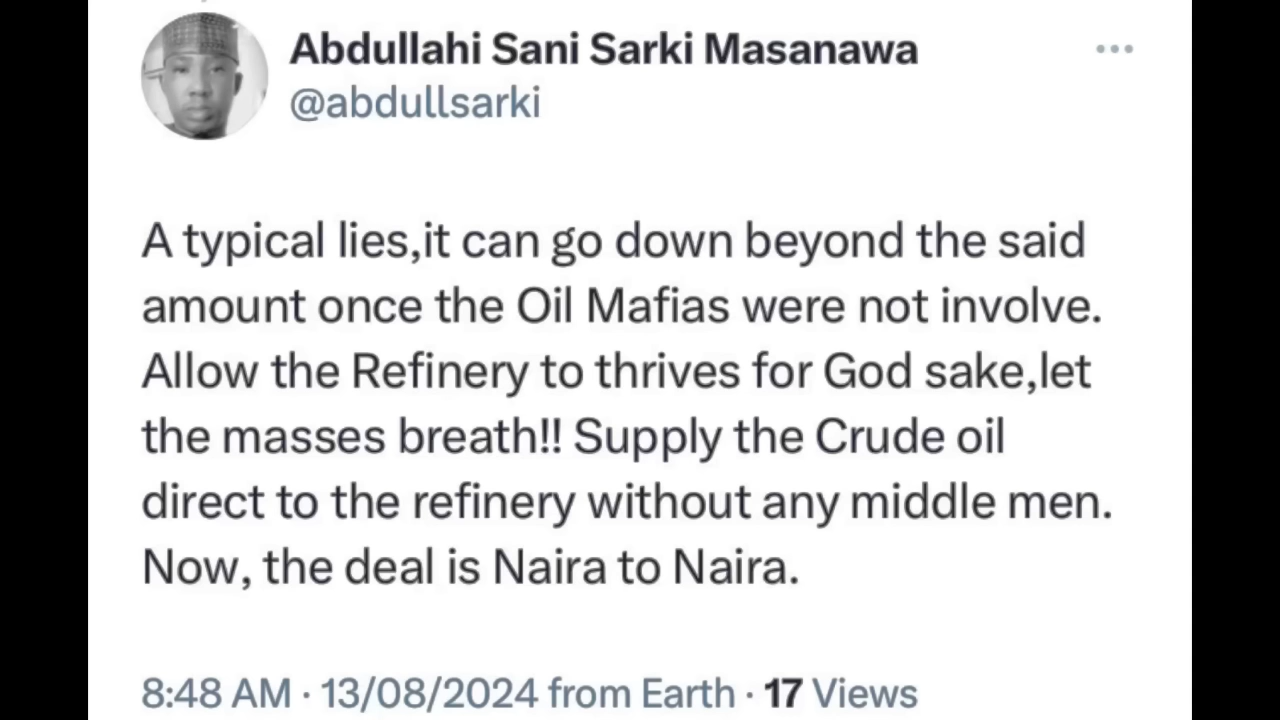 Abdullahi Sani Sarki Masanawa
@abdullsarki
A typical lies,it can go down beyond the said
amount once the Oil Mafias were not involve.
Allow the Refinery to thrives for God sake,let
the masses breath!! Supply the Crude oil
direct to the refinery without any middle men.
Now, the deal is Naira to Naira.
8:48 AM · 13/08/2024 from Earth · 17 Views